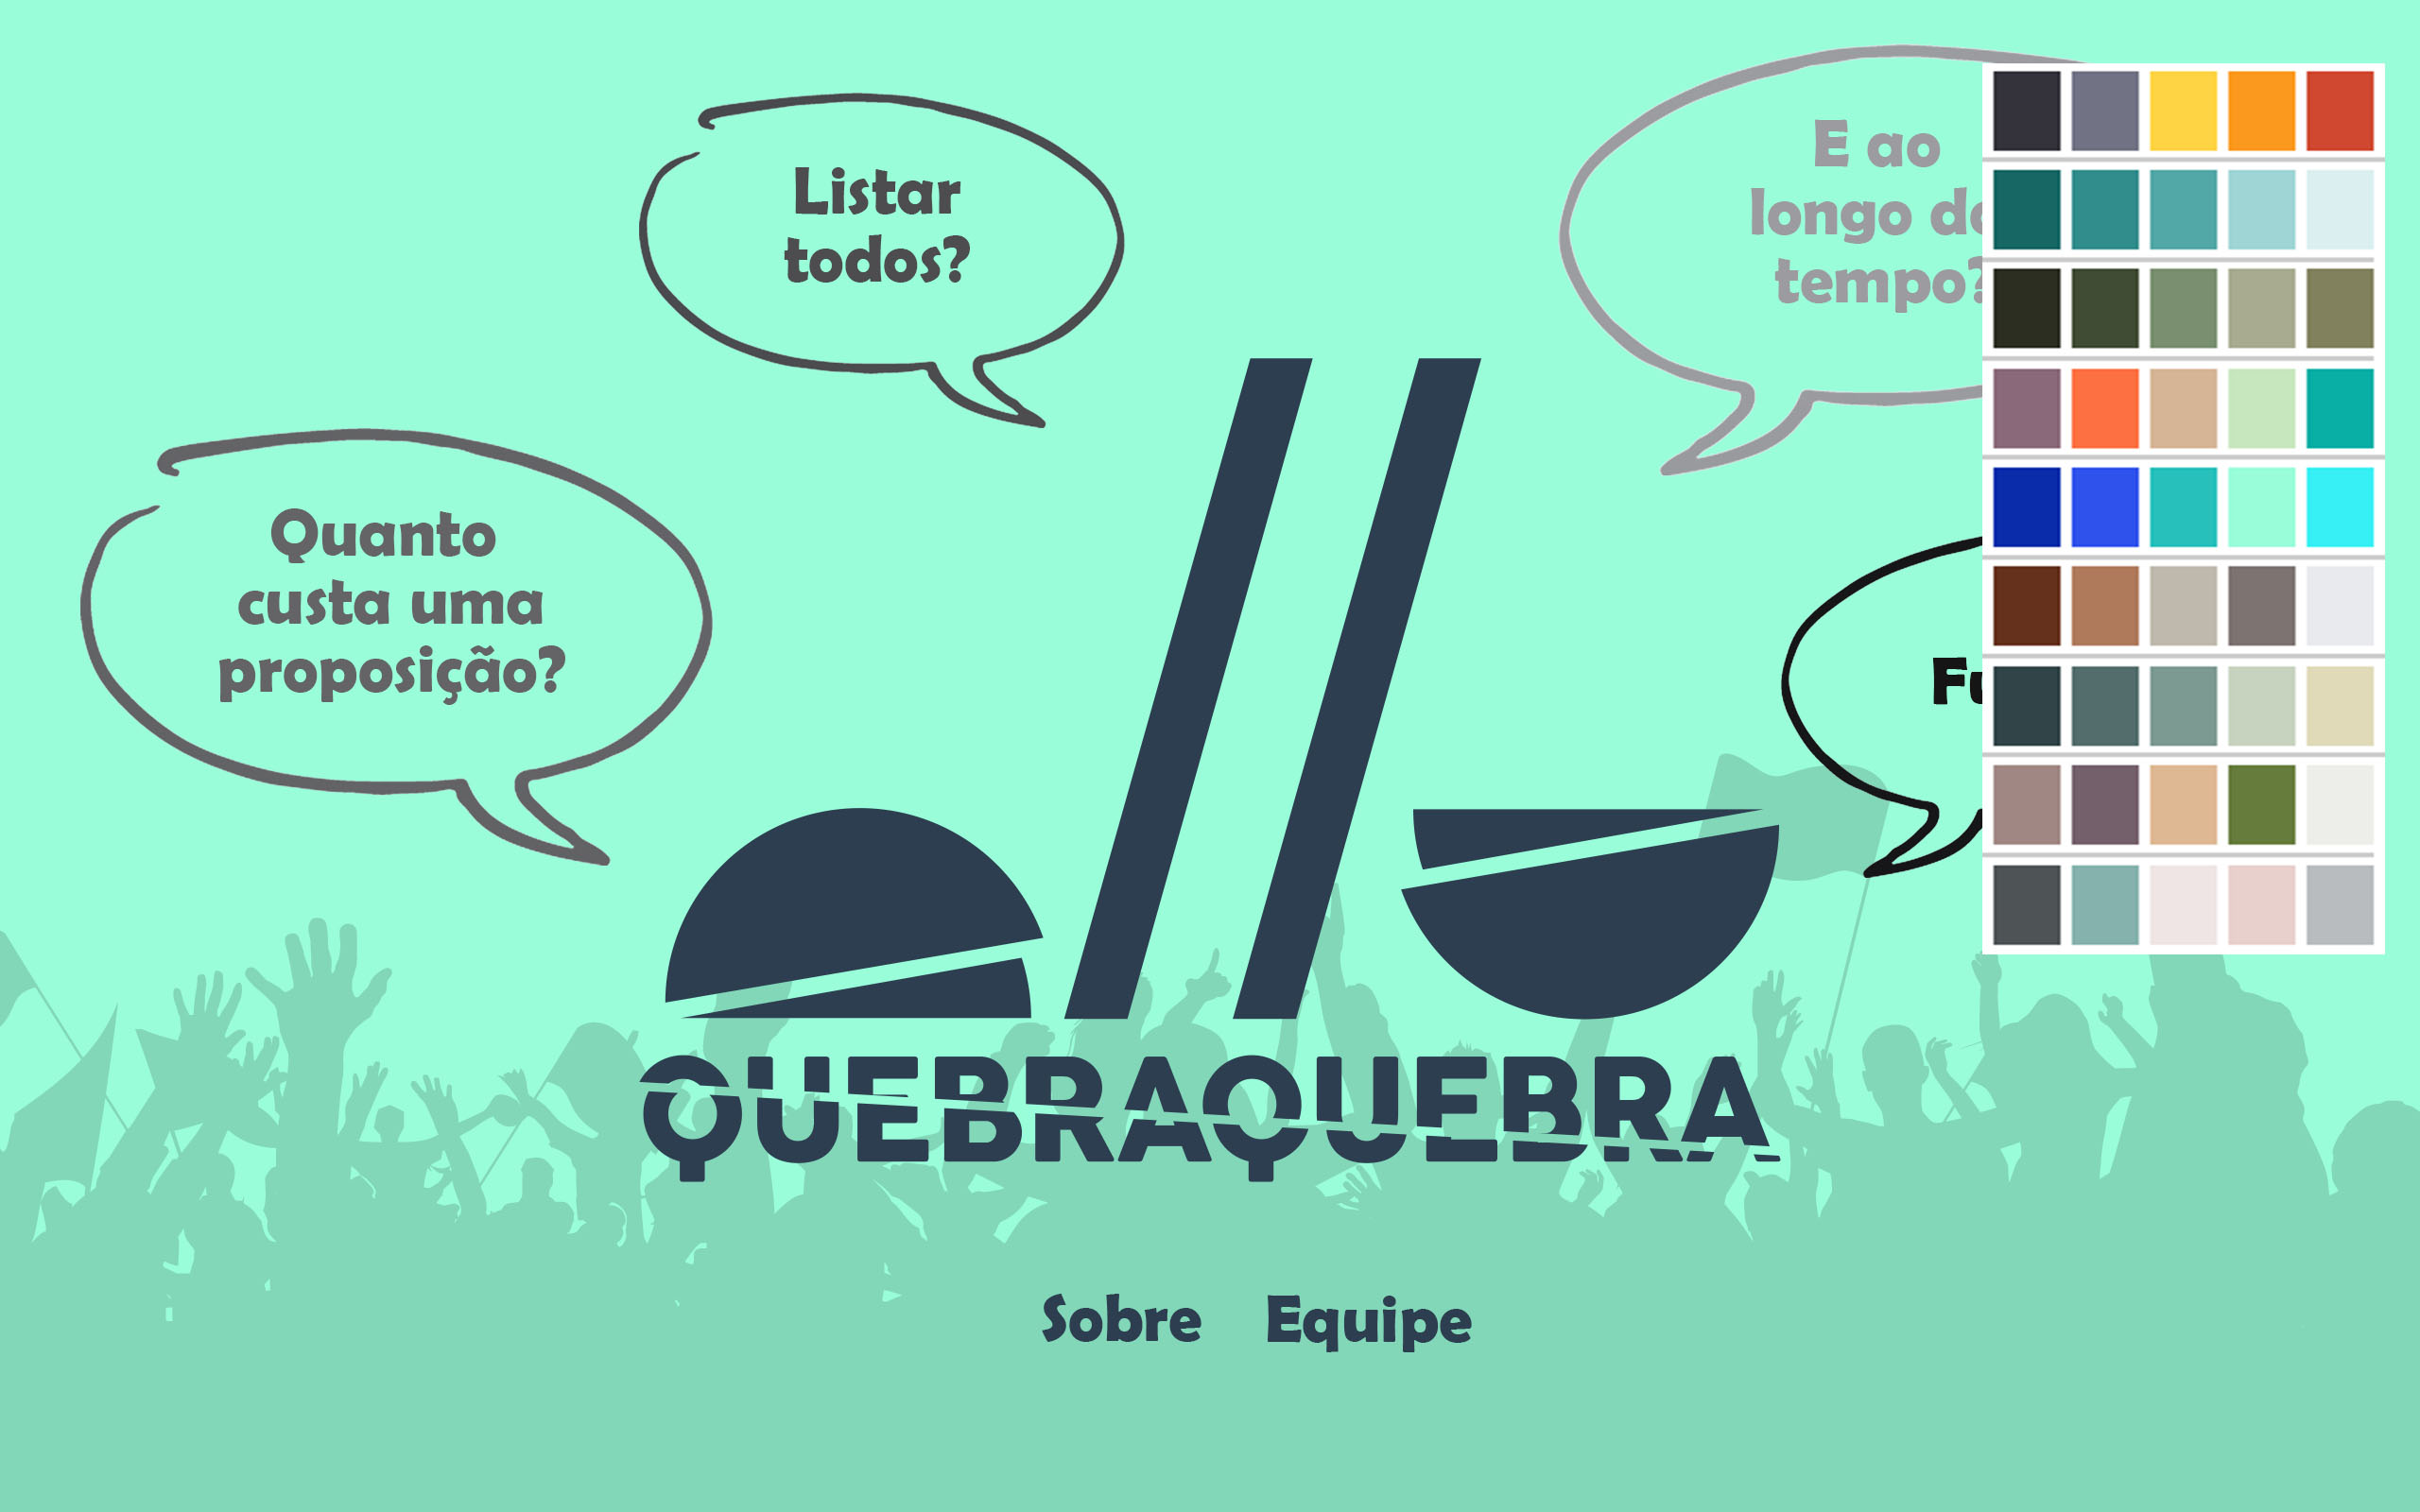 Listar
todos?
E ao
longo
tempo?
Quanto
custa uma
proposição?
QUEBRAQUEBRA
Sobre Equipe